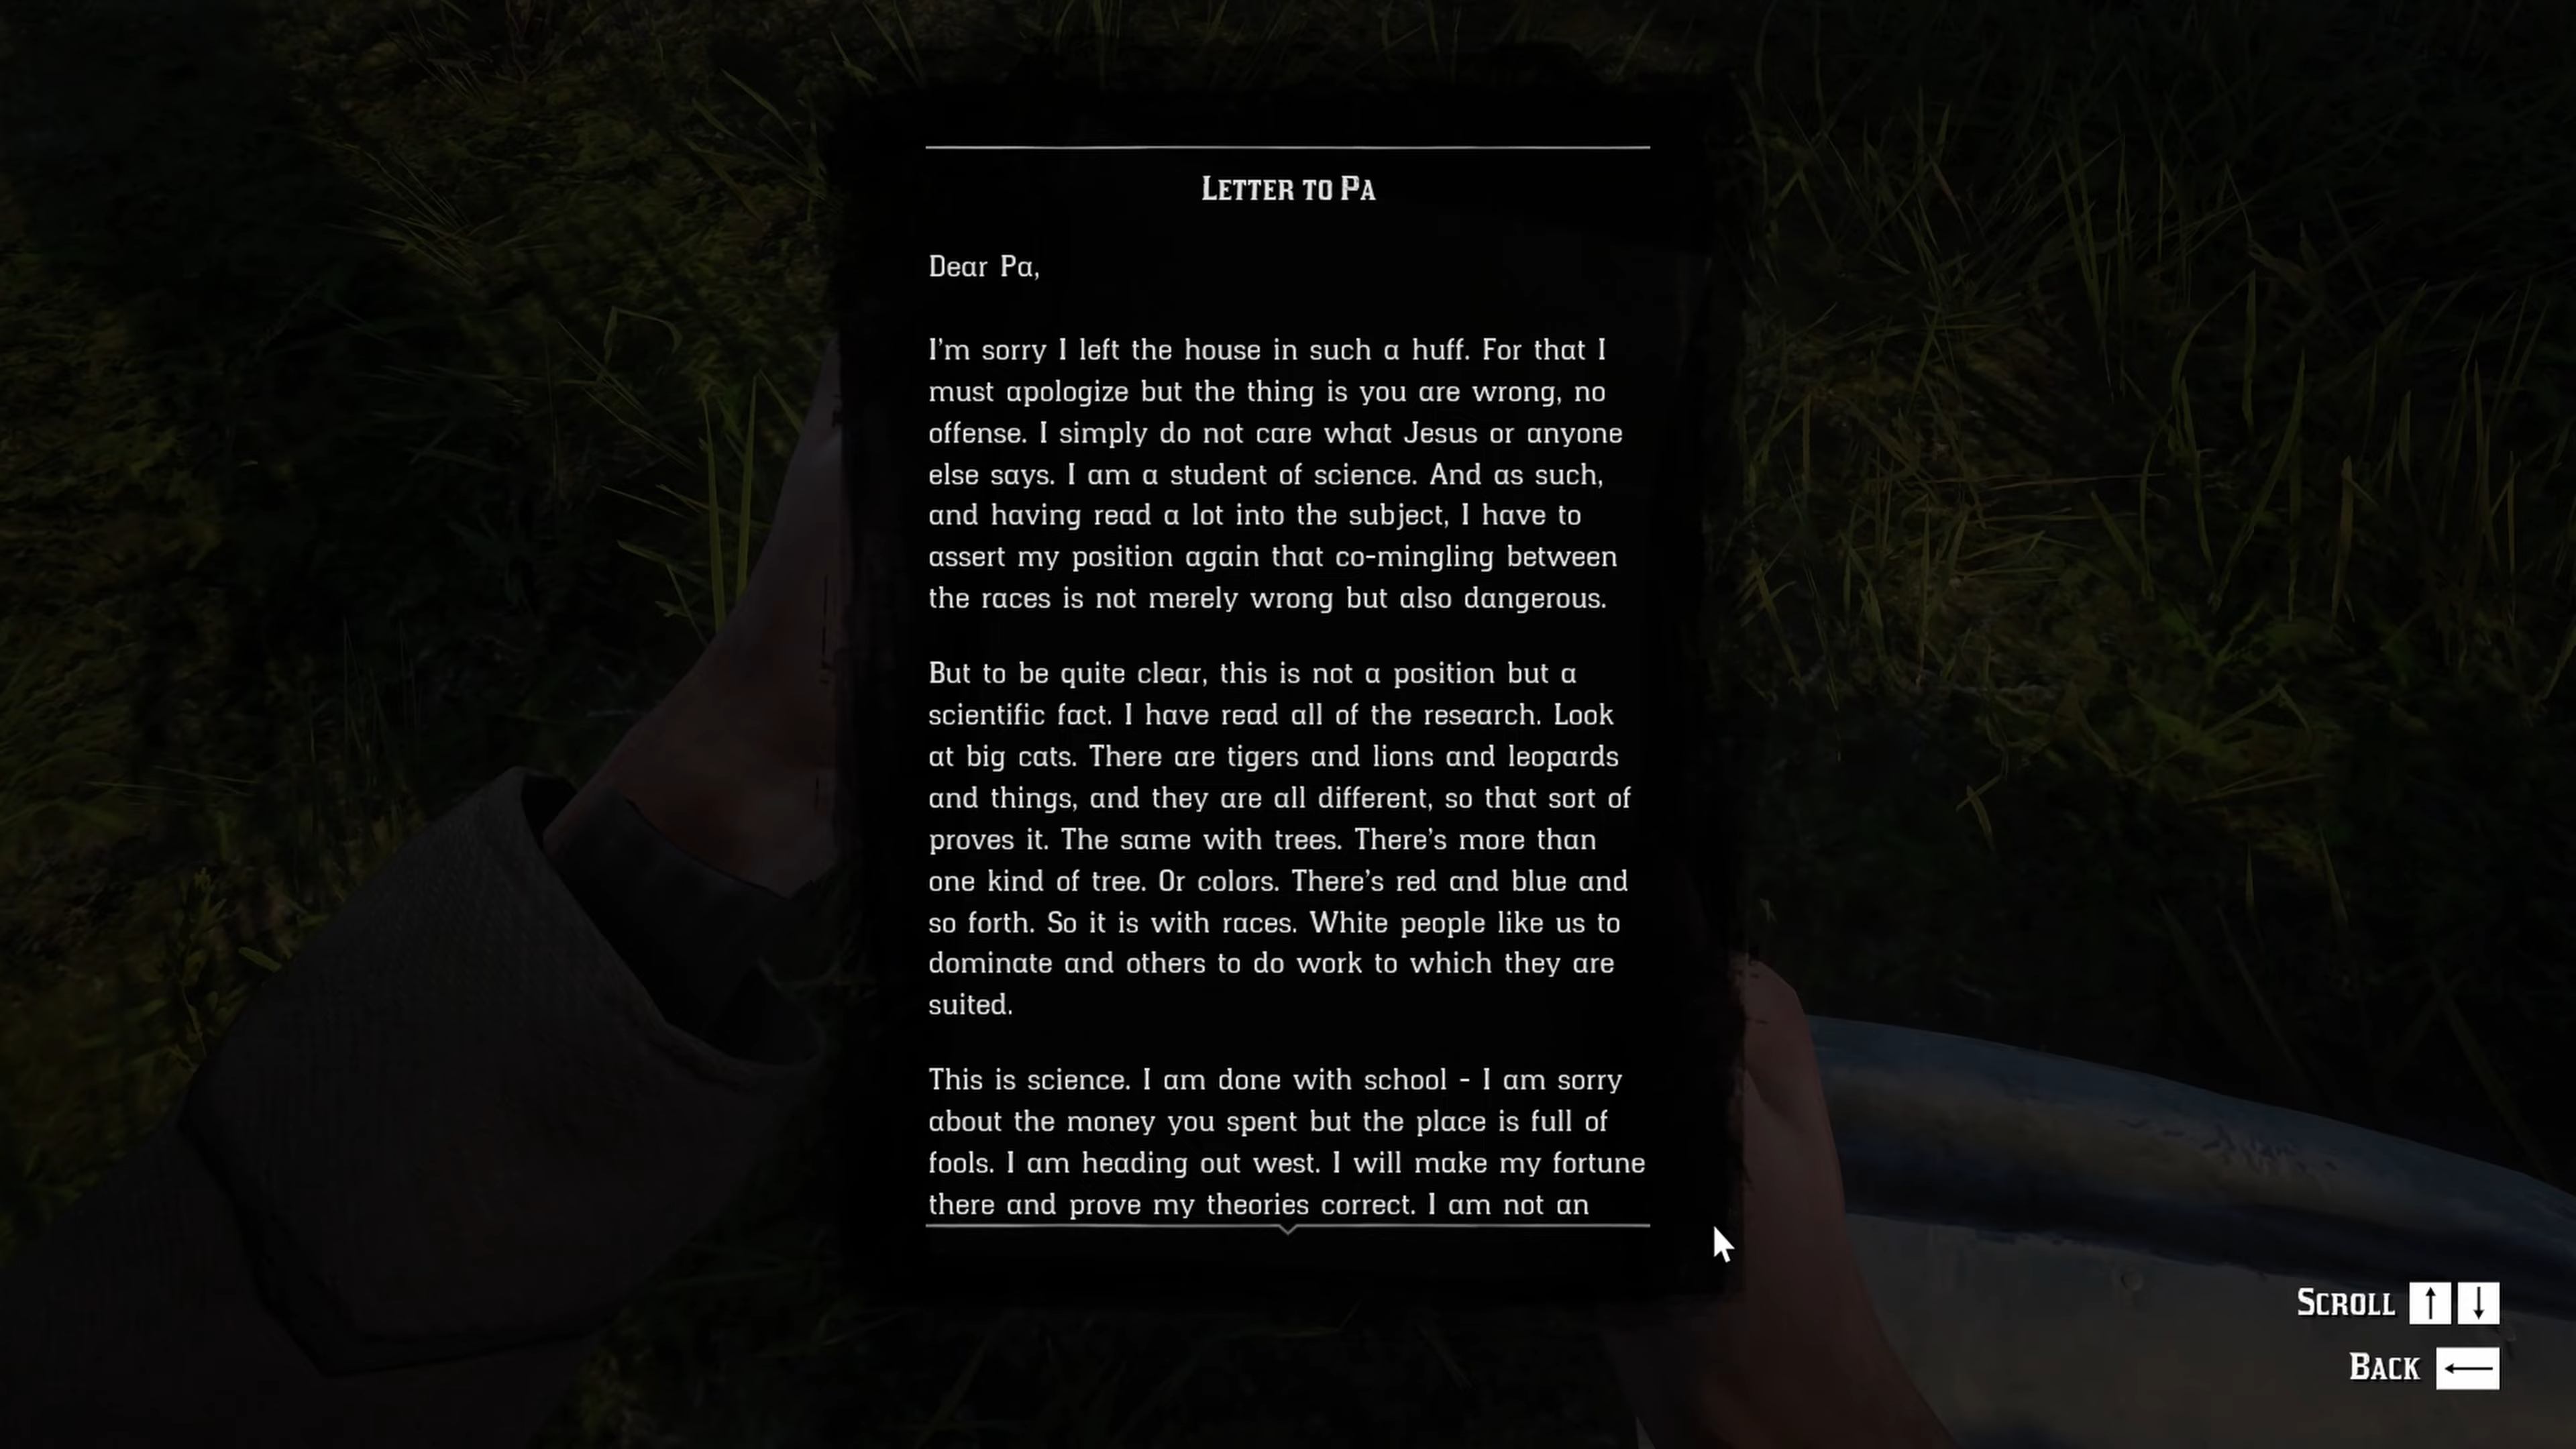 Letter to Pa
Dear Pa,
I'm sorry I left the house in such a huff. For that I
must apologize but the thing is you are wrong, no
offense. I simply do not care what Jesus or anyone
else says. I am a student of science. And as such,
and having read a lot into the subject, I have to
assert my position again that co-mingling between
the races is not merely wrong but also dangerous.
But to be quite clear, this is not a position but a
scientific fact. I have read all of the research. Look
at big cats. There are tigers and lions and leopards
and things, and they are all different, so that sort of
proves it. The same with trees. There's more than
one kind of tree. Or colors. There's red and blue and
so forth. So it is with races. White people like us to
dominate and others to do work to which they are
suited.
This is science. I am done with school - I am sorry
about the money you spent but the place is full of
fools. I am heading out west. I will make my fortune
there and prove my theories correct. I am not an
Scroll ↑ ↓
Back ←